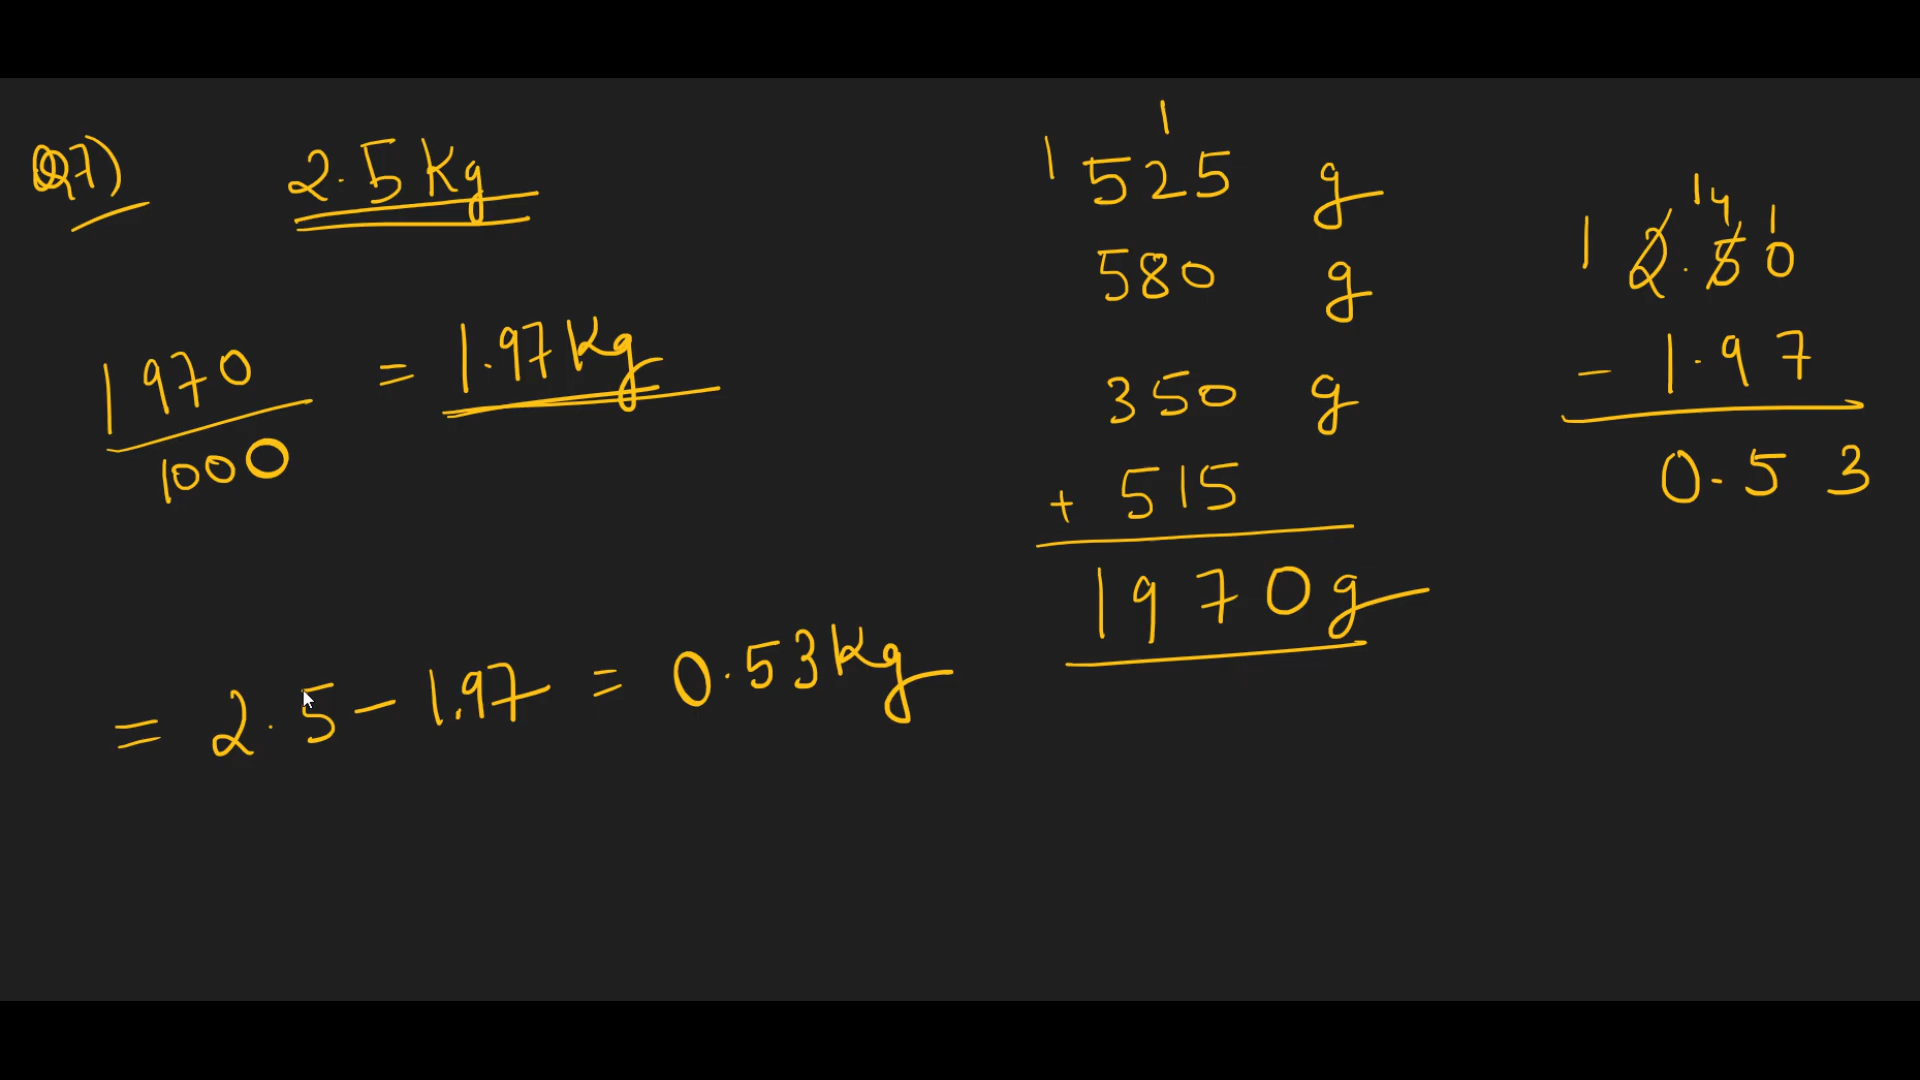 Q7) 2.5 Kg
1970 / 1000 = 1.97 Kg
= 2.5 - 1.97 = 0.53 Kg
1 1
525 g
580 g
350 g
+ 515
1970 g
1 14 1
2.50
- 1.97
0.53